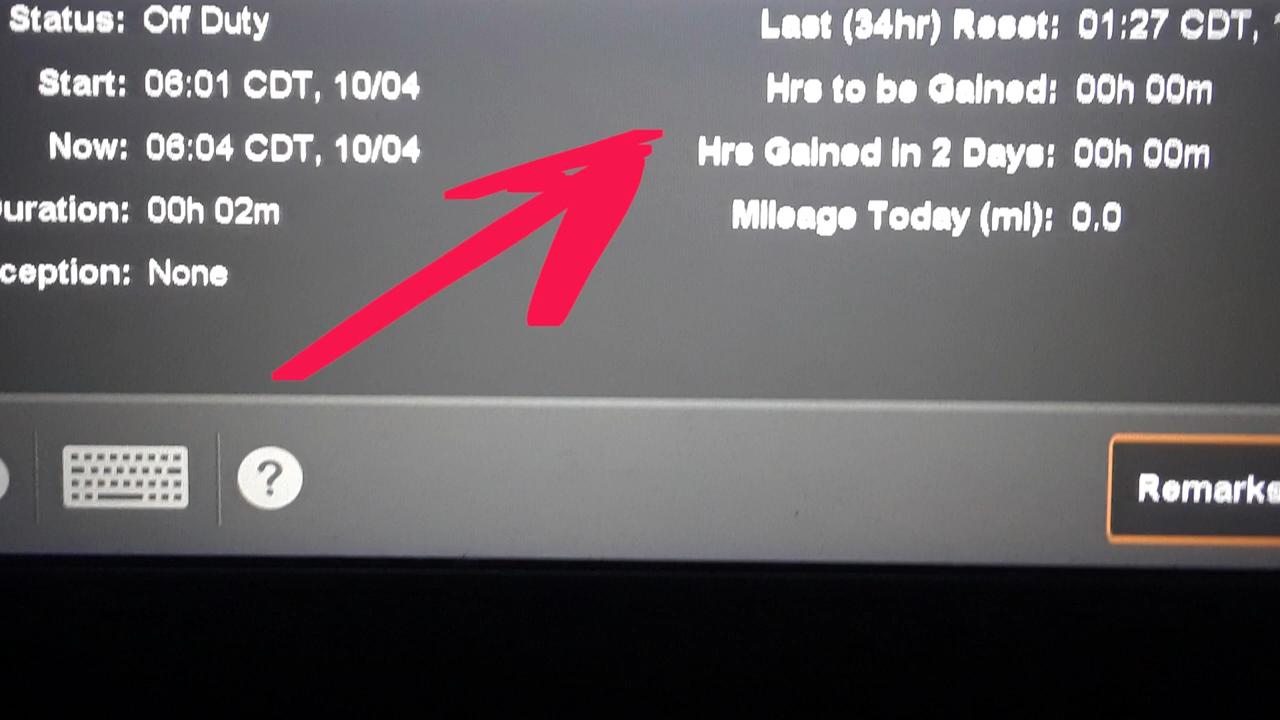 Status: Off Duty
Start: 06:01 CDT, 10/04
Now: 06:04 CDT, 10/04
uration: 00h 02m
ception: None
Last (34hr) Reset: 01:27 CDT,
Hrs to be Gained: 00h 00m
Hrs Gained in 2 Days: 00h 00m
Mileage Today (mi): 0.0
?
Remarks